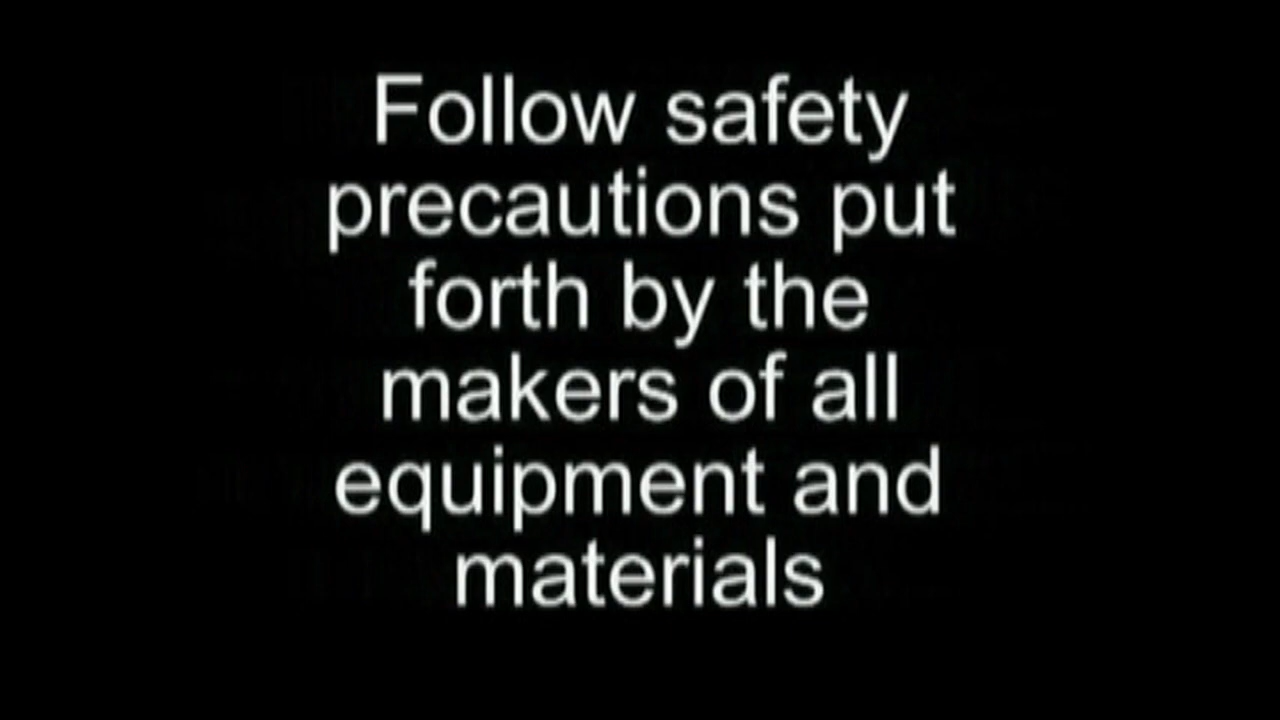 Follow safety
precautions put
forth by the
makers of all
equipment and
materials